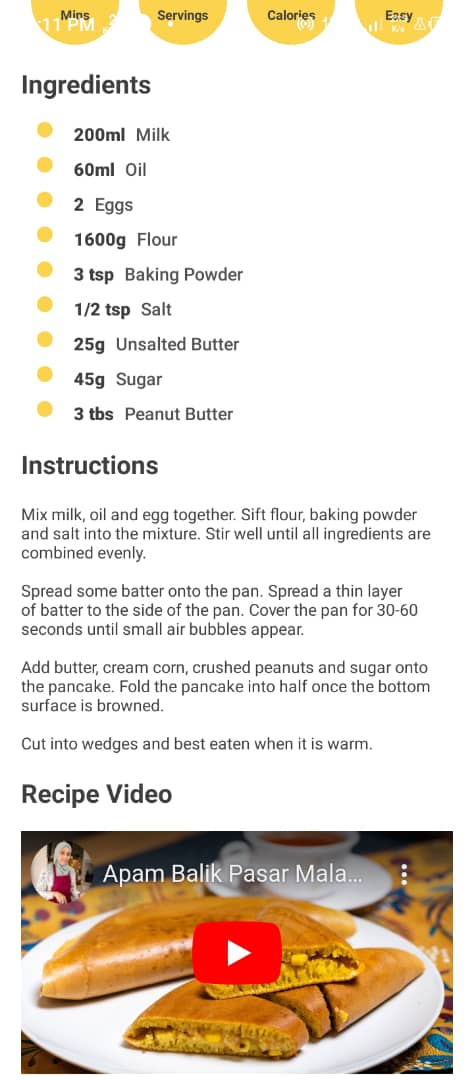 Mins Servings Calories Easy
11 PM
Ingredients
200ml Milk
60ml Oil
2 Eggs
1600g Flour
3 tsp Baking Powder
1/2 tsp Salt
25g Unsalted Butter
45g Sugar
3 tbs Peanut Butter
Instructions
Mix milk, oil and egg together. Sift flour, baking powder
and salt into the mixture. Stir well until all ingredients are
combined evenly.
Spread some batter onto the pan. Spread a thin layer
of batter to the side of the pan. Cover the pan for 30-60
seconds until small air bubbles appear.
Add butter, cream corn, crushed peanuts and sugar onto
the pancake. Fold the pancake into half once the bottom
surface is browned.
Cut into wedges and best eaten when it is warm.
Recipe Video
Apam Balik Pasar Mala...